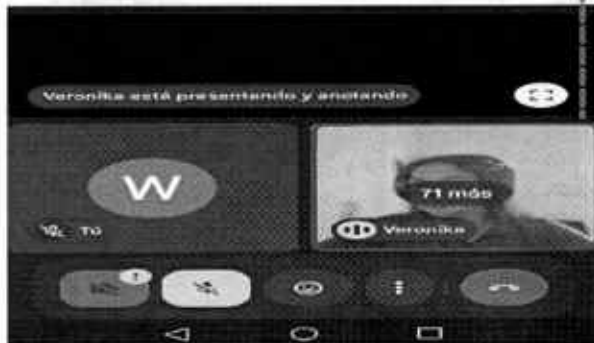 Veronika está presentando y anotando
W
71 más
Tú
Veronika